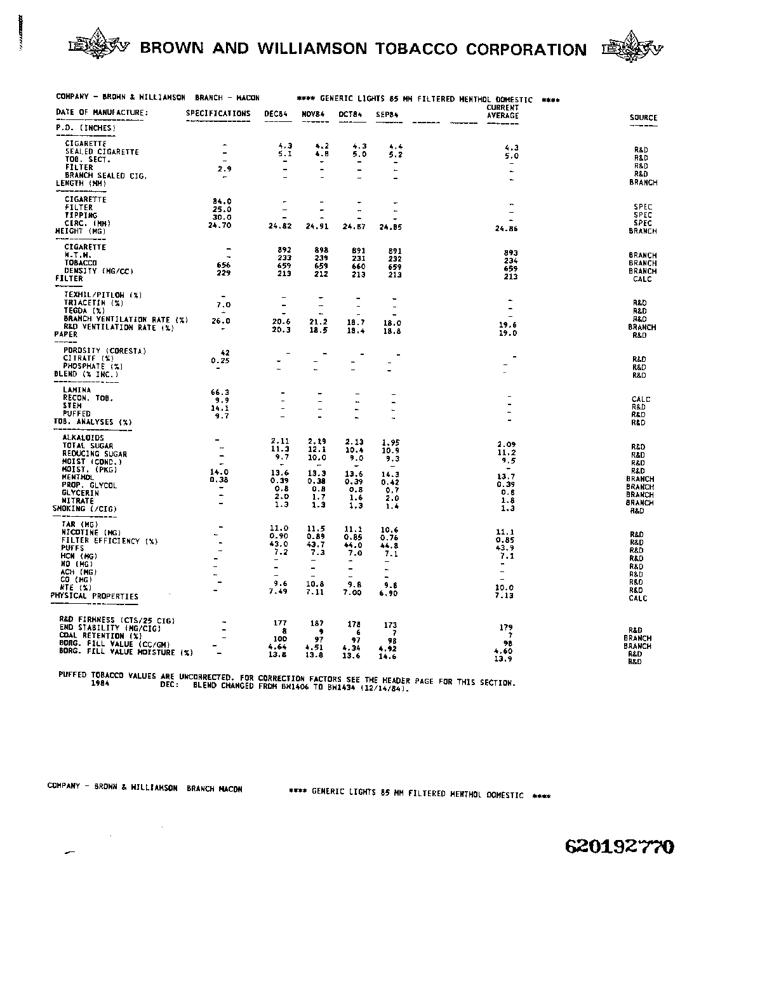 BROWN AND WILLIAMSON TOBACCO CORPORATION
COMPANY - BROWN & WILLIAMSON BRANCH - MACON **** GENERIC LIGHTS 85 MM FILTERED MENTHOL DOMESTIC ****
CURRENT
DATE OF MANUFACTURE: SPECIFICATIONS DEC84 NOV84 OCT84 SEP84 AVERAGE SOURCE
P.D. (INCHES)
CIGARETTE - 4.3 4.2 4.3 4.4 4.3 R&D
SEALED CIGARETTE - 5.1 4.8 5.0 5.2 5.0 R&D
TOB. SECT. - - - - - - R&D
FILTER 2.9 - - - - - R&D
BRANCH SEALED CIG. - - - - - - BRANCH
LENGTH (MM)
CIGARETTE 84.0 - - - - - SPEC
FILTER 25.0 - - - - - SPEC
TIPPING 30.0 - - - - - SPEC
CIRC. (MM) 24.70 24.82 24.91 24.87 24.85 24.86 BRANCH
WEIGHT (MG)
CIGARETTE - 892 898 891 891 893 BRANCH
N.T.M. - 233 239 231 232 234 BRANCH
TOBACCO 656 659 659 660 659 659 BRANCH
DENSITY (MG/CC) 229 213 212 213 213 213 CALC
FILTER
TEXHIL/PITLOH (%) - - - - - - R&D
TRIACETIN (%) 7.0 - - - - - R&D
TEGDA (%) - - - - - - R&D
BRANCH VENTILATION RATE (%) 26.0 20.6 21.2 18.7 18.0 19.6 BRANCH
R&D VENTILATION RATE (%) - 20.3 18.5 18.4 18.8 19.0 R&D
PAPER
POROSITY (CORESTA) 42 - - - - - R&D
CITRATE (%) 0.25 - - - - - R&D
PHOSPHATE (%) - - - - - - R&D
BLEND (% INC.)
LAMINA 66.3 - - - - - CALC
RECON. TOB. 9.9 - - - - - R&D
STEM 14.1 - - - - - R&D
PUFFED 9.7 - - - - - R&D
TOB. ANALYSES (%)
ALKALOIDS - 2.11 2.19 2.13 1.95 2.09 R&D
TOTAL SUGAR - 11.3 12.1 10.4 10.9 11.2 R&D
REDUCING SUGAR - 9.7 10.0 9.0 9.3 9.5 R&D
MOIST (COND.) - - - - - - R&D
MOIST. (PKG) 14.0 13.6 13.3 13.6 14.3 13.7 BRANCH
MENTHOL 0.38 0.39 0.38 0.39 0.42 0.39 BRANCH
PROP. GLYCOL - 0.8 0.8 0.8 0.7 0.8 BRANCH
GLYCERIN - 2.0 1.7 1.6 2.0 1.8 BRANCH
NITRATE - 1.3 1.3 1.3 1.4 1.3 R&D
SMOKING (/CIG)
TAR (MG) - 11.0 11.5 11.1 10.6 11.1 R&D
NICOTINE (MG) - 0.90 0.89 0.85 0.76 0.85 R&D
FILTER EFFICIENCY (%) - 43.0 43.7 44.0 44.8 43.9 R&D
PUFFS - 7.2 7.3 7.0 7.1 7.1 R&D
HCN (MG) - - - - - - R&D
NO (MG) - - - - - - R&D
ACH (MG) - - - - - - R&D
CO (MG) - 9.6 10.8 9.8 9.8 10.0 R&D
NTE (%) - 7.49 7.11 7.00 6.90 7.13 CALC
PHYSICAL PROPERTIES
R&D FIRMNESS (CTS/25 CIG) - 177 187 178 173 179 R&D
END STABILITY (MG/CIG) - 8 9 6 7 7 BRANCH
COAL RETENTION (%) - 100 97 97 98 98 BRANCH
BORG. FILL VALUE (CC/GM) - 4.64 4.51 4.34 4.92 4.60 R&D
BORG. FILL VALUE MOISTURE (%) - 13.8 13.8 13.6 14.6 13.9 R&D
PUFFED TOBACCO VALUES ARE UNCORRECTED. FOR CORRECTION FACTORS SEE THE HEADER PAGE FOR THIS SECTION.
1984 DEC: BLEND CHANGED FROM BW1406 TO BW1434 (12/14/84).
COMPANY - BROWN & WILLIAMSON BRANCH MACON **** GENERIC LIGHTS 85 MM FILTERED MENTHOL DOMESTIC ****
620192770